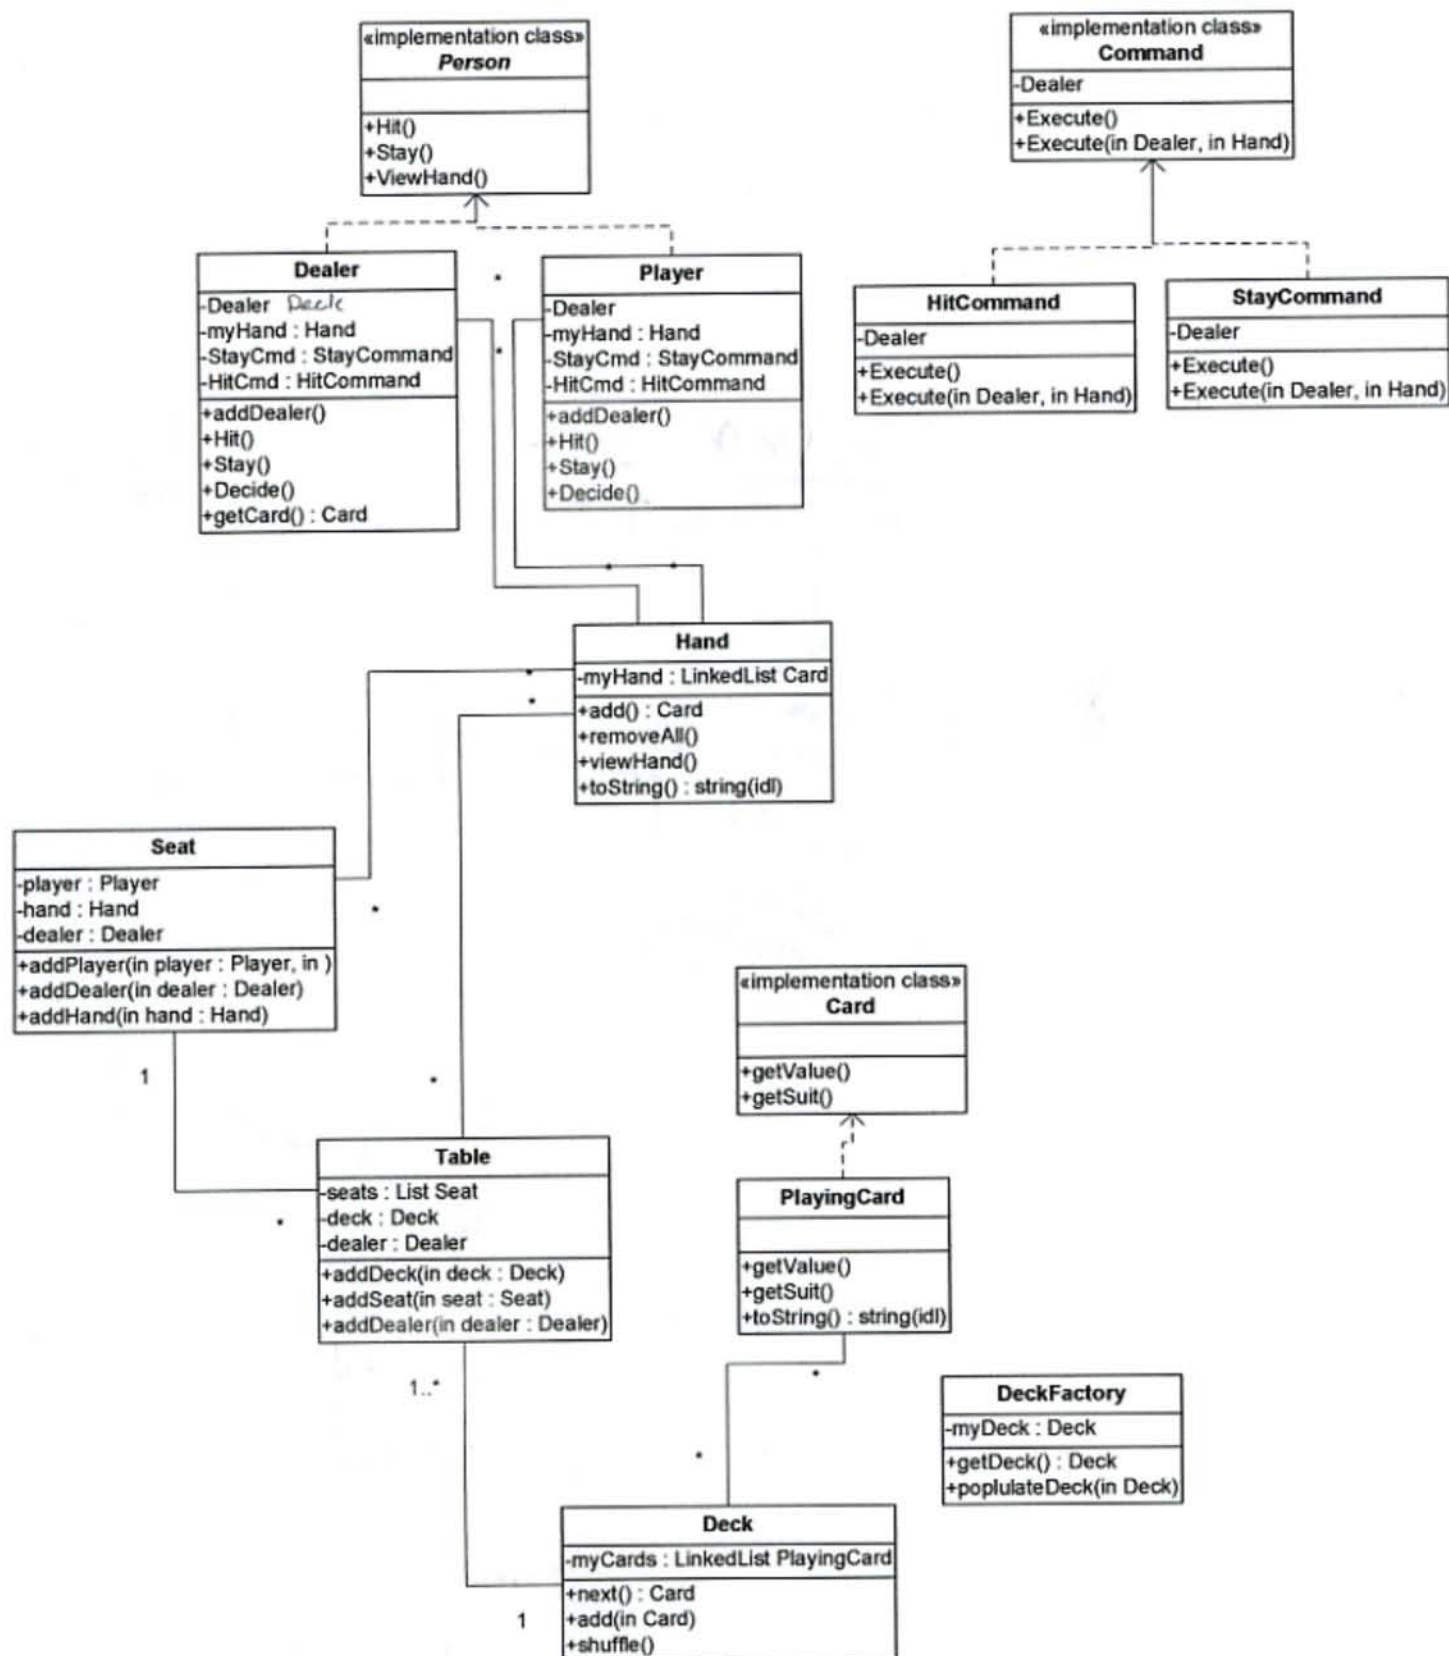 «implementation class»
Person
+Hit()
+Stay()
+ViewHand()
«implementation class»
Command
-Dealer
+Execute()
+Execute(in Dealer, in Hand)
Dealer
-Dealer Deck
-myHand : Hand
-StayCmd : StayCommand
-HitCmd : HitCommand
+addDealer()
+Hit()
+Stay()
+Decide()
+getCard() : Card
*
*
Player
-Dealer
-myHand : Hand
-StayCmd : StayCommand
-HitCmd : HitCommand
+addDealer()
+Hit()
+Stay()
+Decide()
HitCommand
-Dealer
+Execute()
+Execute(in Dealer, in Hand)
StayCommand
-Dealer
+Execute()
+Execute(in Dealer, in Hand)
*
*
Hand
-myHand : LinkedList Card
+add() : Card
+removeAll()
+viewHand()
+toString() : string(idl)
*
*
Seat
-player : Player
-hand : Hand
-dealer : Dealer
+addPlayer(in player : Player, in )
+addDealer(in dealer : Dealer)
+addHand(in hand : Hand)
*
1
*
«implementation class»
Card
+getValue()
+getSuit()
Table
-seats : List Seat
-deck : Deck
-dealer : Dealer
+addDeck(in deck : Deck)
+addSeat(in seat : Seat)
+addDealer(in dealer : Dealer)
*
PlayingCard
+getValue()
+getSuit()
+toString() : string(idl)
1..*
*
*
DeckFactory
-myDeck : Deck
+getDeck() : Deck
+poplulateDeck(in Deck)
Deck
-myCards : LinkedList PlayingCard
+next() : Card
+add(in Card)
+shuffle()
1